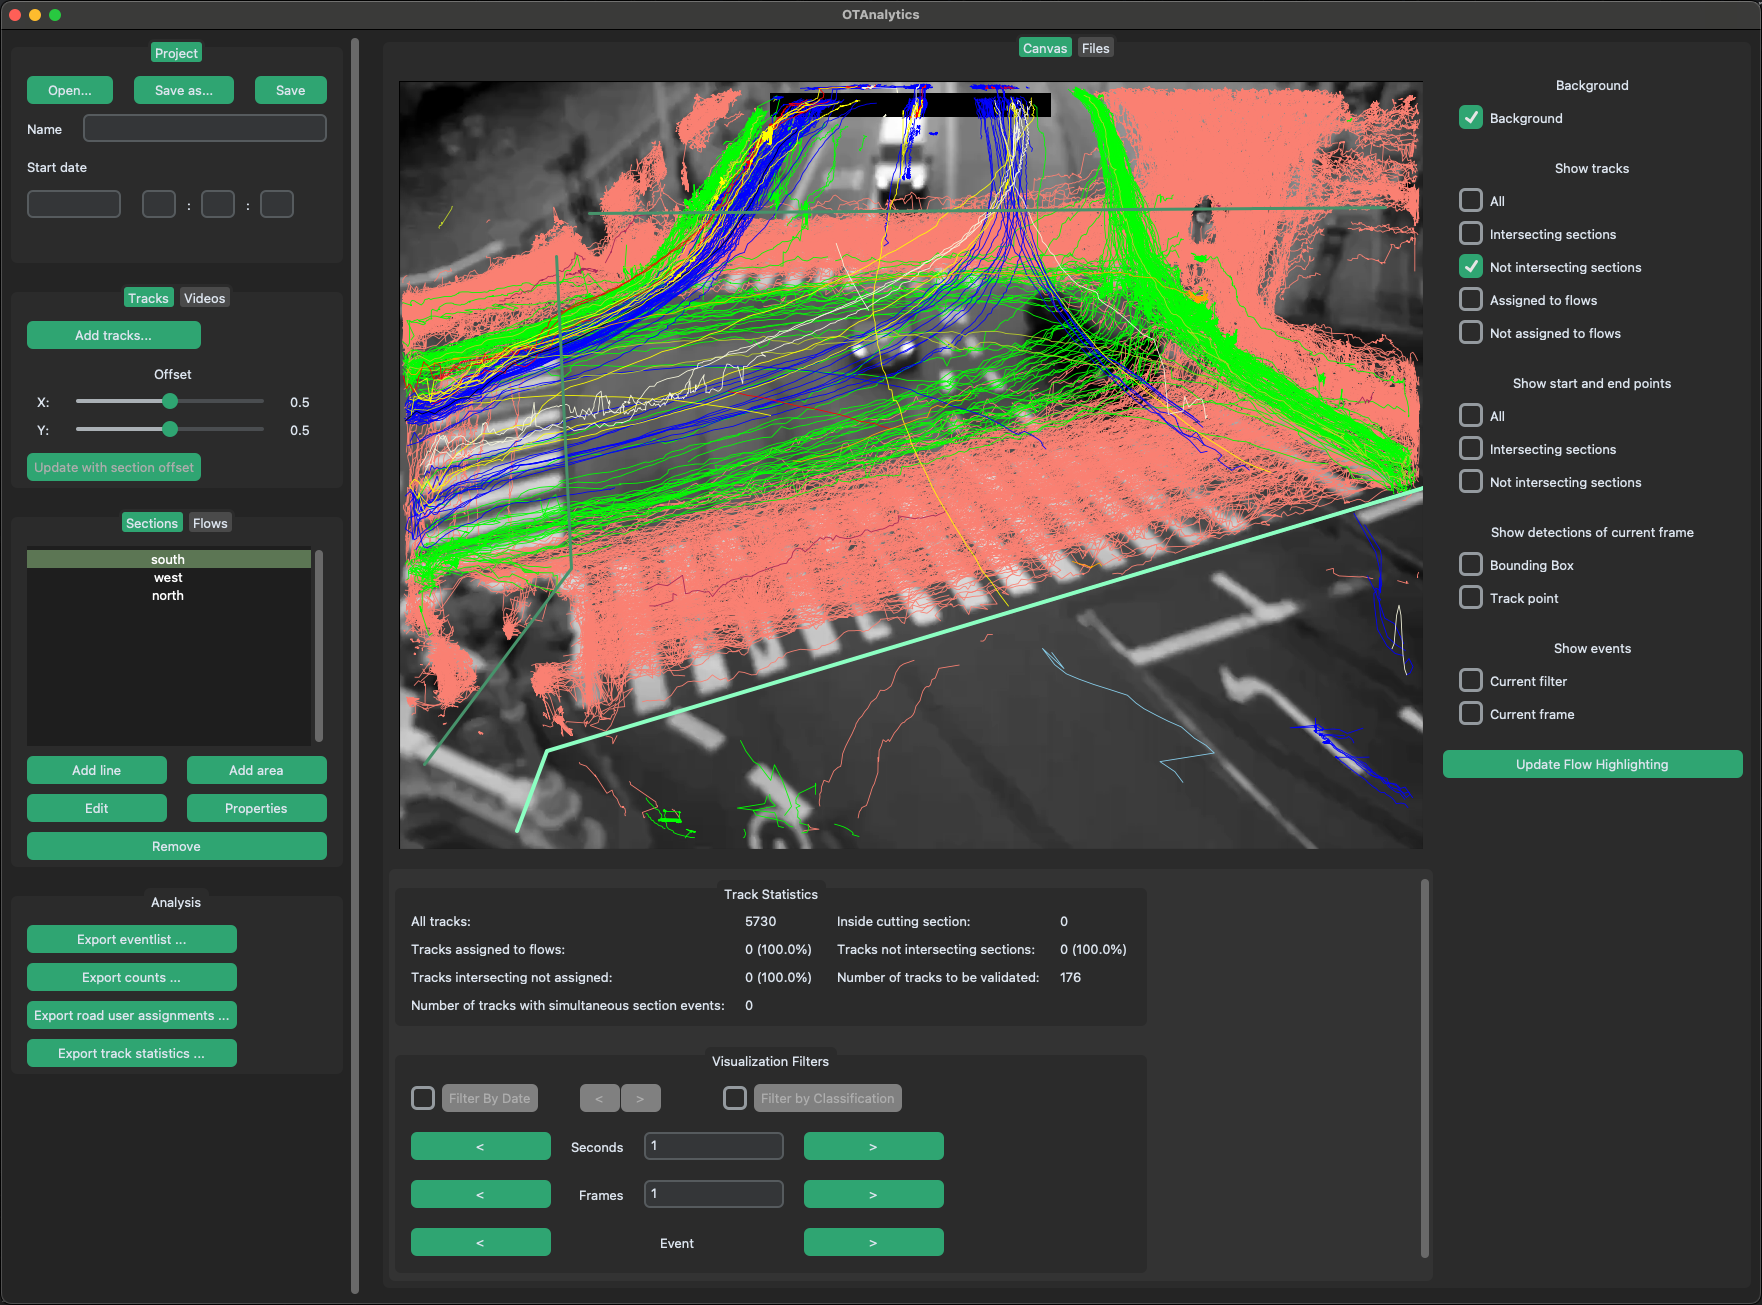 OTAnalytics
Project
Open...
Save as...
Save
Name
Start date
:
:
Tracks
Videos
Add tracks...
Offset
X:
0.5
Y:
0.5
Update with section offset
Sections
Flows
south
west
north
Add line
Add area
Edit
Properties
Remove
Analysis
Export eventlist ...
Export counts ...
Export road user assignments ...
Export track statistics ...
Canvas
Files
Track Statistics
All tracks:
5730
Inside cutting section:
0
Tracks assigned to flows:
0 (100.0%)
Tracks not intersecting sections:
0 (100.0%)
Tracks intersecting not assigned:
0 (100.0%)
Number of tracks to be validated:
176
Number of tracks with simultaneous section events:
0
Visualization Filters
Filter By Date
<
>
Filter by Classification
<
Seconds
1
>
<
Frames
1
>
<
Event
>
Background
Background
Show tracks
All
Intersecting sections
Not intersecting sections
Assigned to flows
Not assigned to flows
Show start and end points
All
Intersecting sections
Not intersecting sections
Show detections of current frame
Bounding Box
Track point
Show events
Current filter
Current frame
Update Flow Highlighting